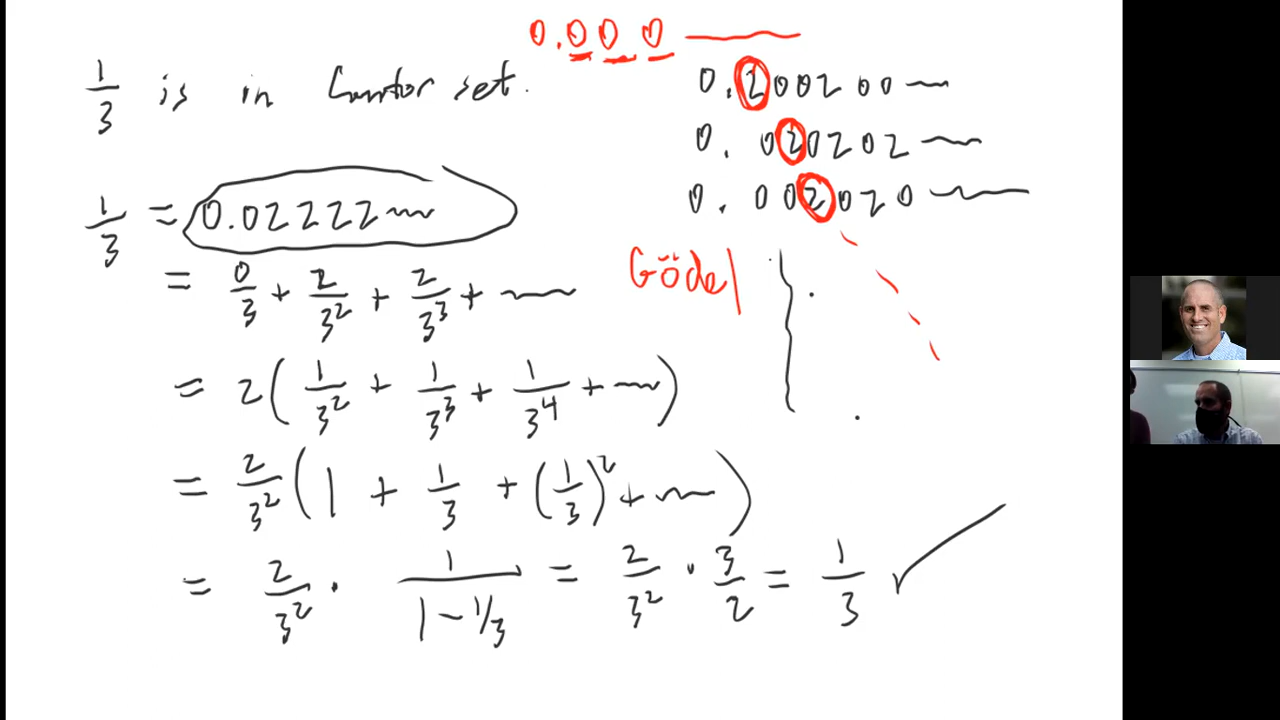 0.000
1/3 is in Cantor set.
0.200200
0.020202
0.002020
1/3 = 0.02222
Gödel
= 0/3 + 2/3² + 2/3³ +
= 2(1/3² + 1/3³ + 1/3⁴ + )
= 2/3²(1 + 1/3 + (1/3)² + )
= 2/3² · 1/(1 - 1/3) = 2/3² · 3/2 = 1/3 ✓